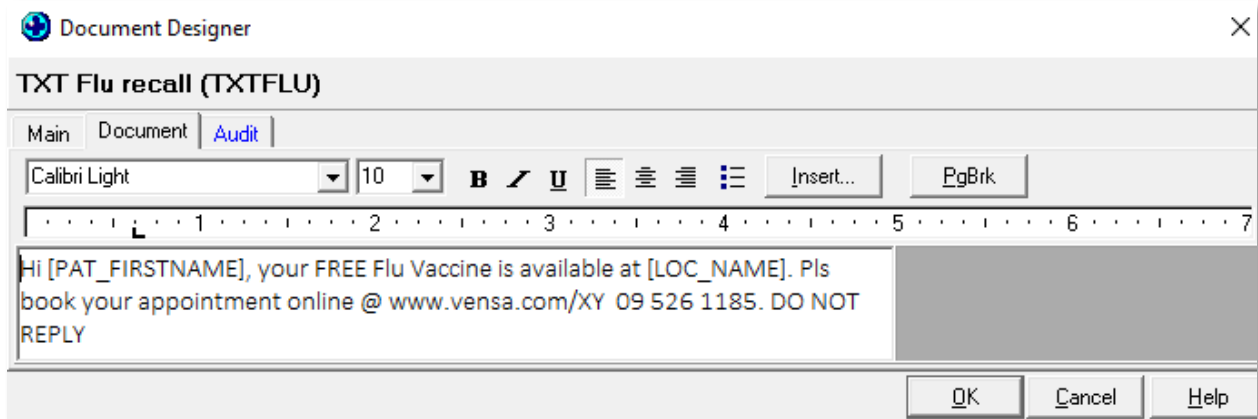 Document Designer
TXT Flu recall (TXTFLU)
Main Document Audit
Calibri Light 10 B I U Insert... PgBrk
1 2 3 4 5 6 7
Hi [PAT_FIRSTNAME], your FREE Flu Vaccine is available at [LOC_NAME]. Pls
book your appointment online @ www.vensa.com/XY  09 526 1185. DO NOT
REPLY
OK Cancel Help